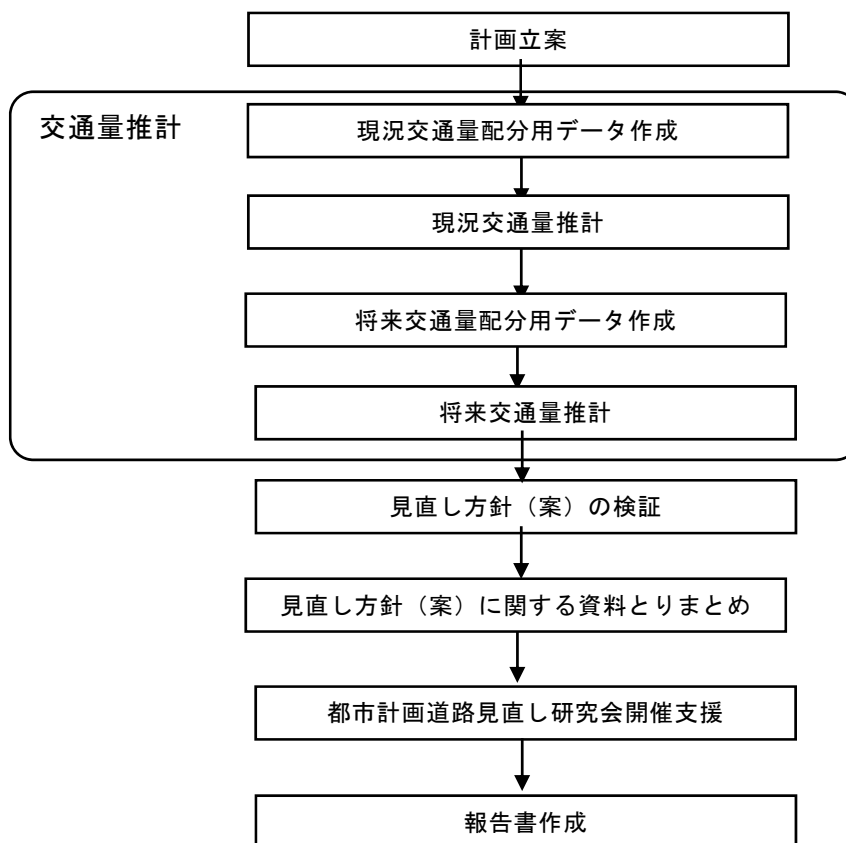 計画立案
交通量推計
現況交通量配分用データ作成
現況交通量推計
将来交通量配分用データ作成
将来交通量推計
見直し方針（案）の検証
見直し方針（案）に関する資料とりまとめ
都市計画道路見直し研究会開催支援
報告書作成